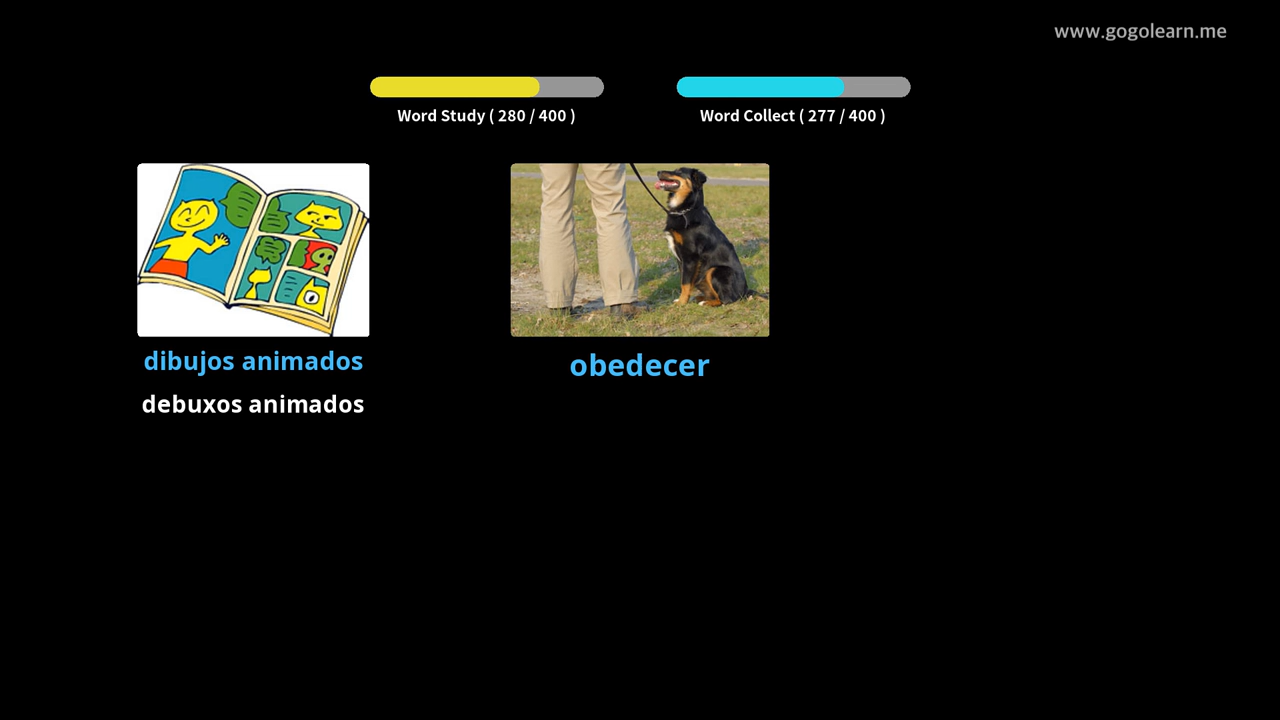 www.gogolearn.me
Word Study ( 280 / 400 )
Word Collect ( 277 / 400 )
dibujos animados
debuxos animados
obedecer